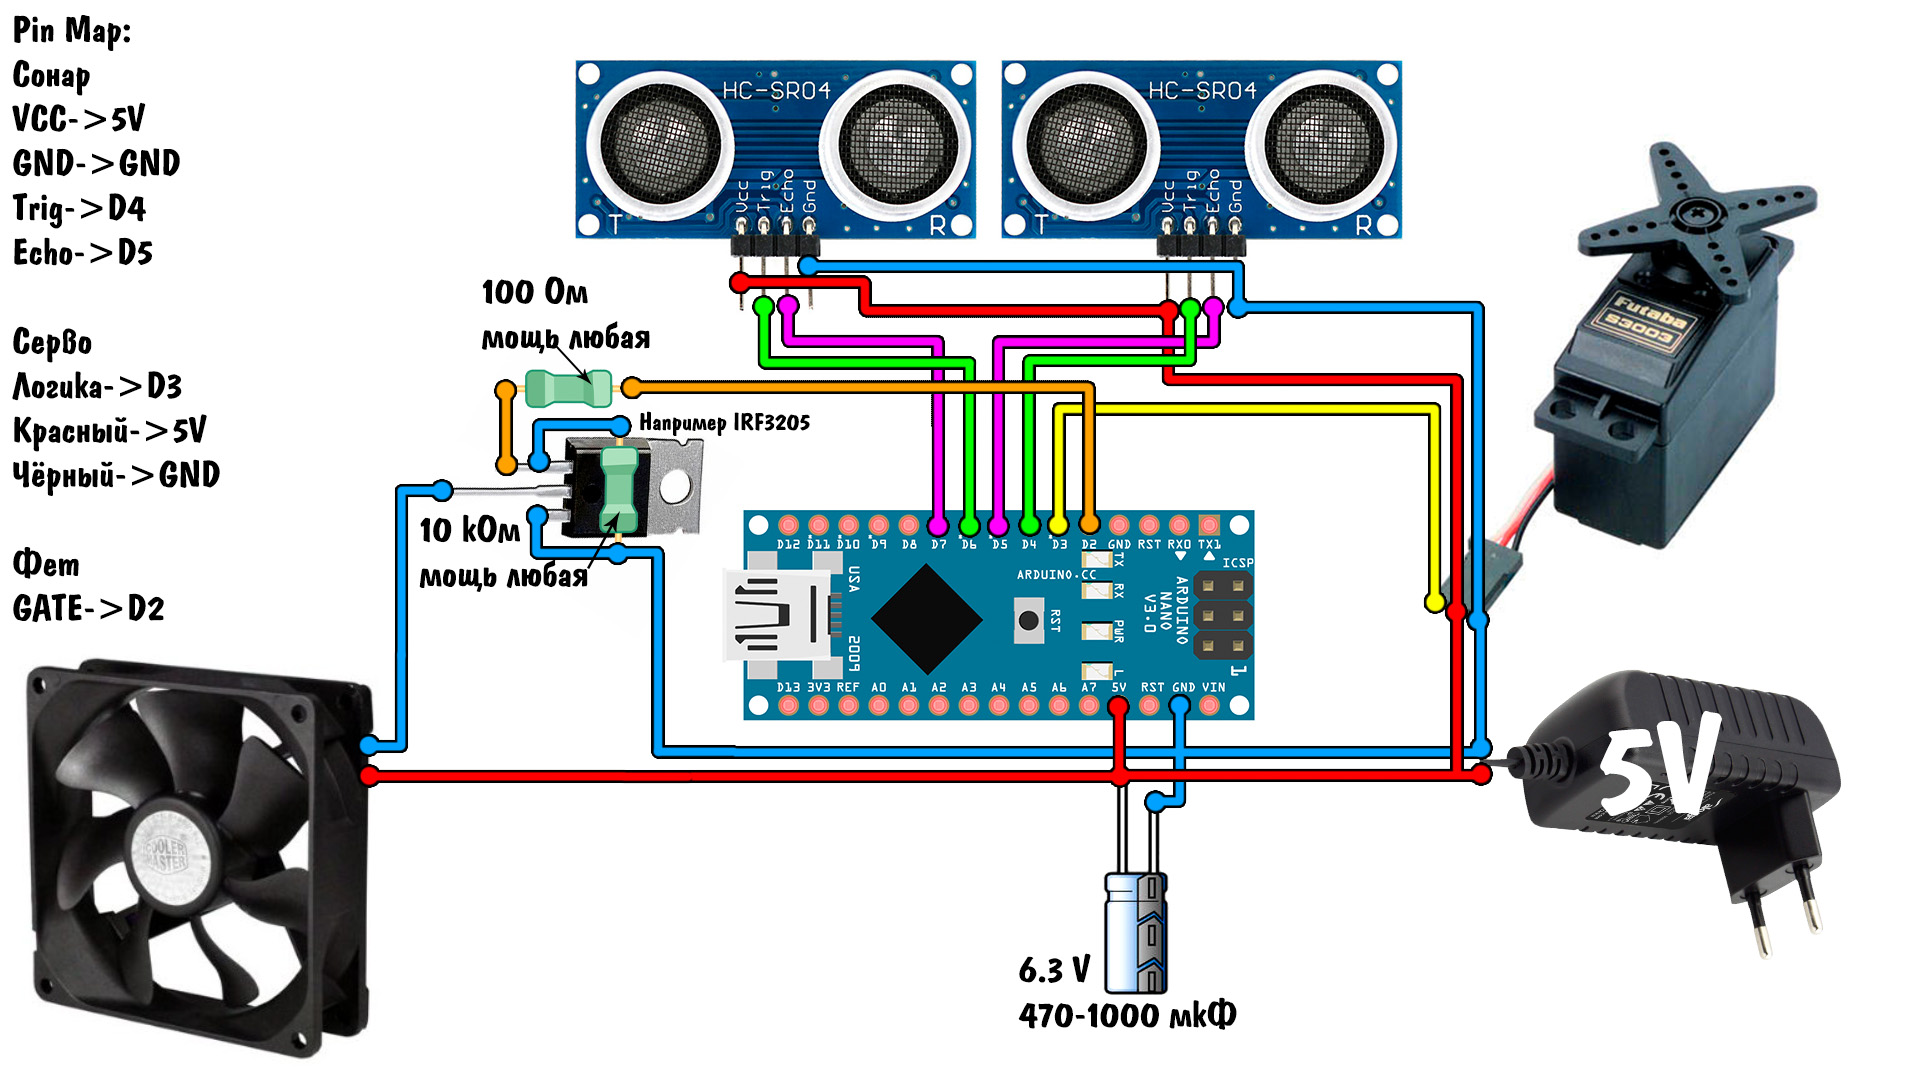 Pin Map:
Сонар
VCC->5V
GND->GND
Trig->D4
Echo->D5
Серво
Логика->D3
Красный->5V
Чёрный->GND
Фет
GATE->D2
HC-SR04
Vcc
Trig
Echo
Gnd
T
R
HC-SR04
Vcc
Trig
Echo
Gnd
T
R
100 Ом
мощь любая
Например IRF3205
10 кОм
мощь любая
Futaba
S3003
D12 D11 D10 D9 D8 D7 D6 D5 D4 D3 D2 GND RST RX0 TX1
USA
2009
ARDUINO.CC
RST
TX
RX
PWR
L
ARDUINO
NANO
V3.0
ICSP
1
D13 3V3 REF A0 A1 A2 A3 A4 A5 A6 A7 5V RST GND VIN
COOLER
MASTER
5V
6.3 V
470-1000 мкФ